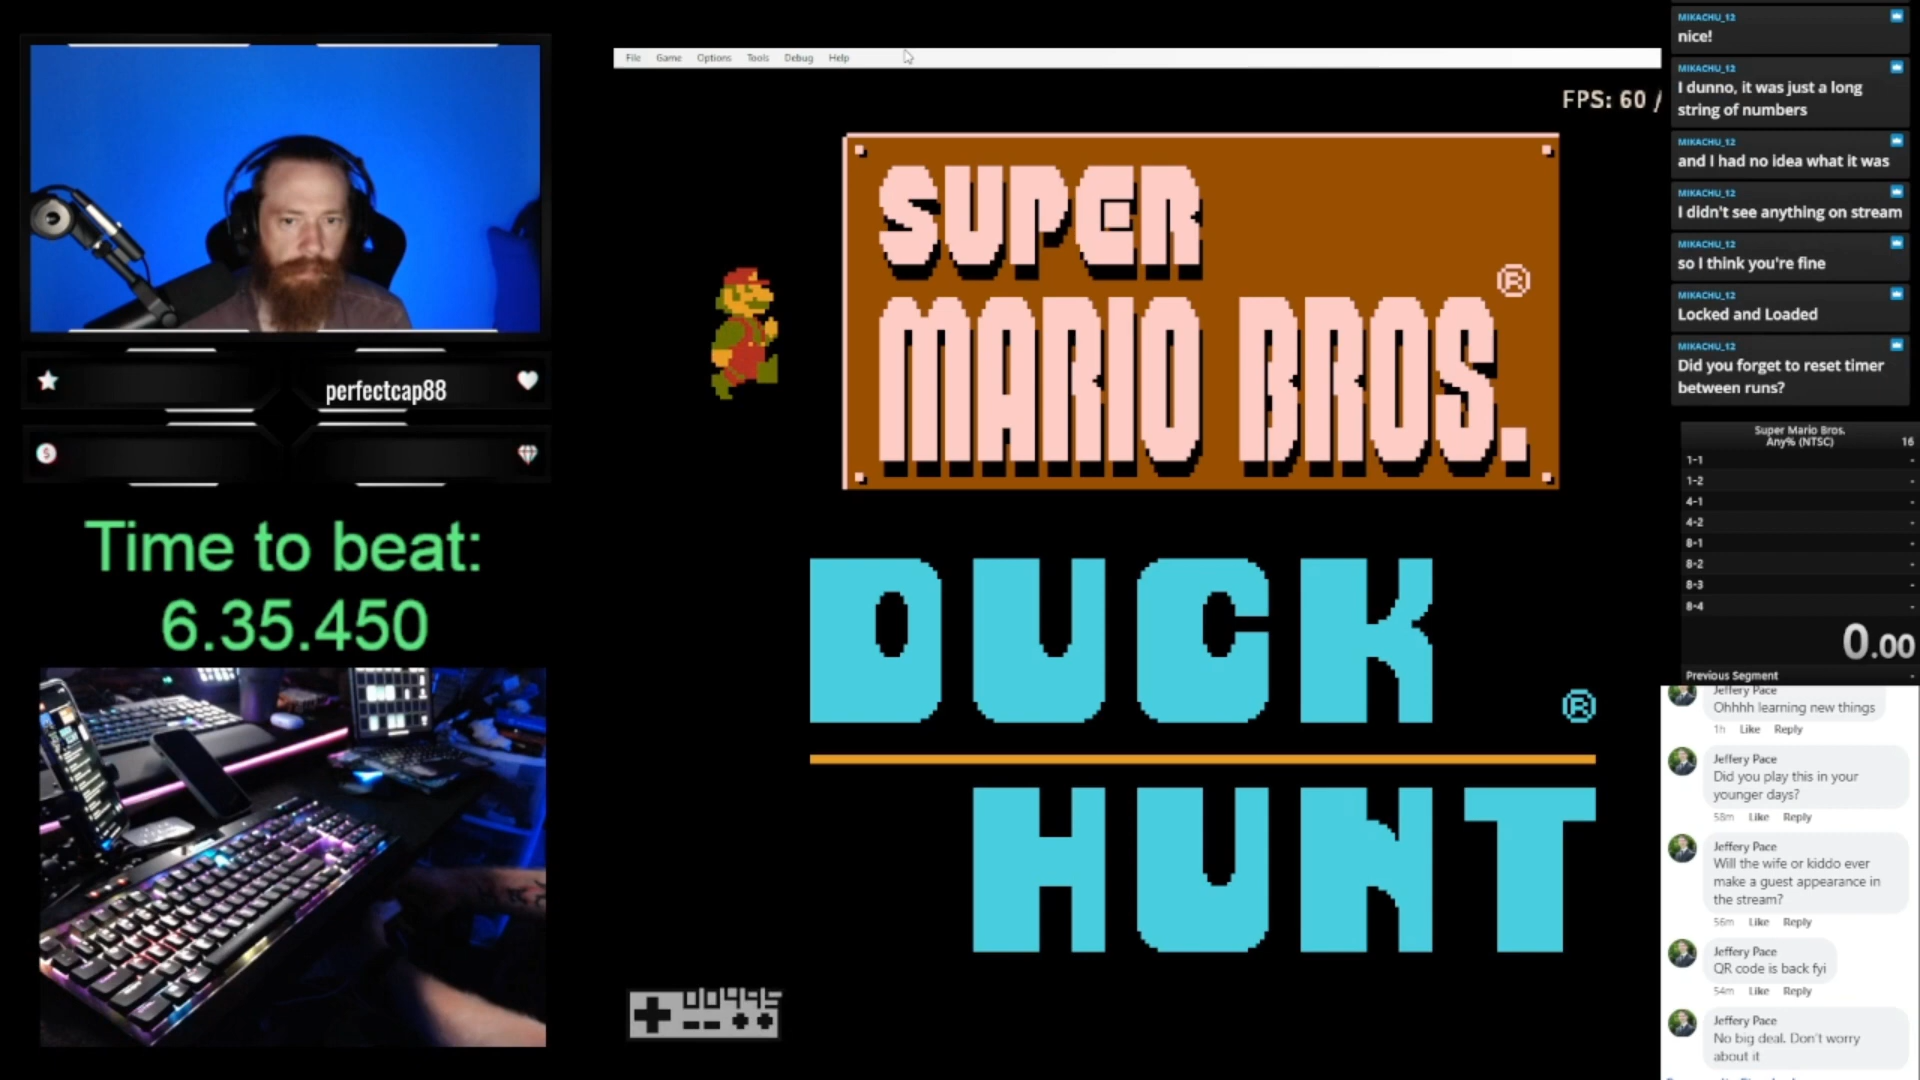 File Game Options Tools Debug Help
FPS: 60 /
SUPER
MARIO BROS.
®
DUCK
®
HUNT
perfectcap88
Time to beat:
6.35.450
MIKACHU_12
nice!
MIKACHU_12
I dunno, it was just a long
string of numbers
MIKACHU_12
and I had no idea what it was
MIKACHU_12
I didn't see anything on stream
MIKACHU_12
so I think you're fine
MIKACHU_12
Locked and Loaded
MIKACHU_12
Did you forget to reset timer
between runs?
Super Mario Bros.
Any% (NTSC) 16
1-1 -
1-2 -
4-1 -
4-2 -
8-1 -
8-2 -
8-3 -
8-4 -
0.00
Previous Segment -
Jeffery Pace
Ohhhh learning new things
1h Like Reply
Jeffery Pace
Did you play this in your
younger days?
58m Like Reply
Jeffery Pace
Will the wife or kiddo ever
make a guest appearance in
the stream?
56m Like Reply
Jeffery Pace
QR code is back fyi
54m Like Reply
Jeffery Pace
No big deal. Don't worry
about it
00495